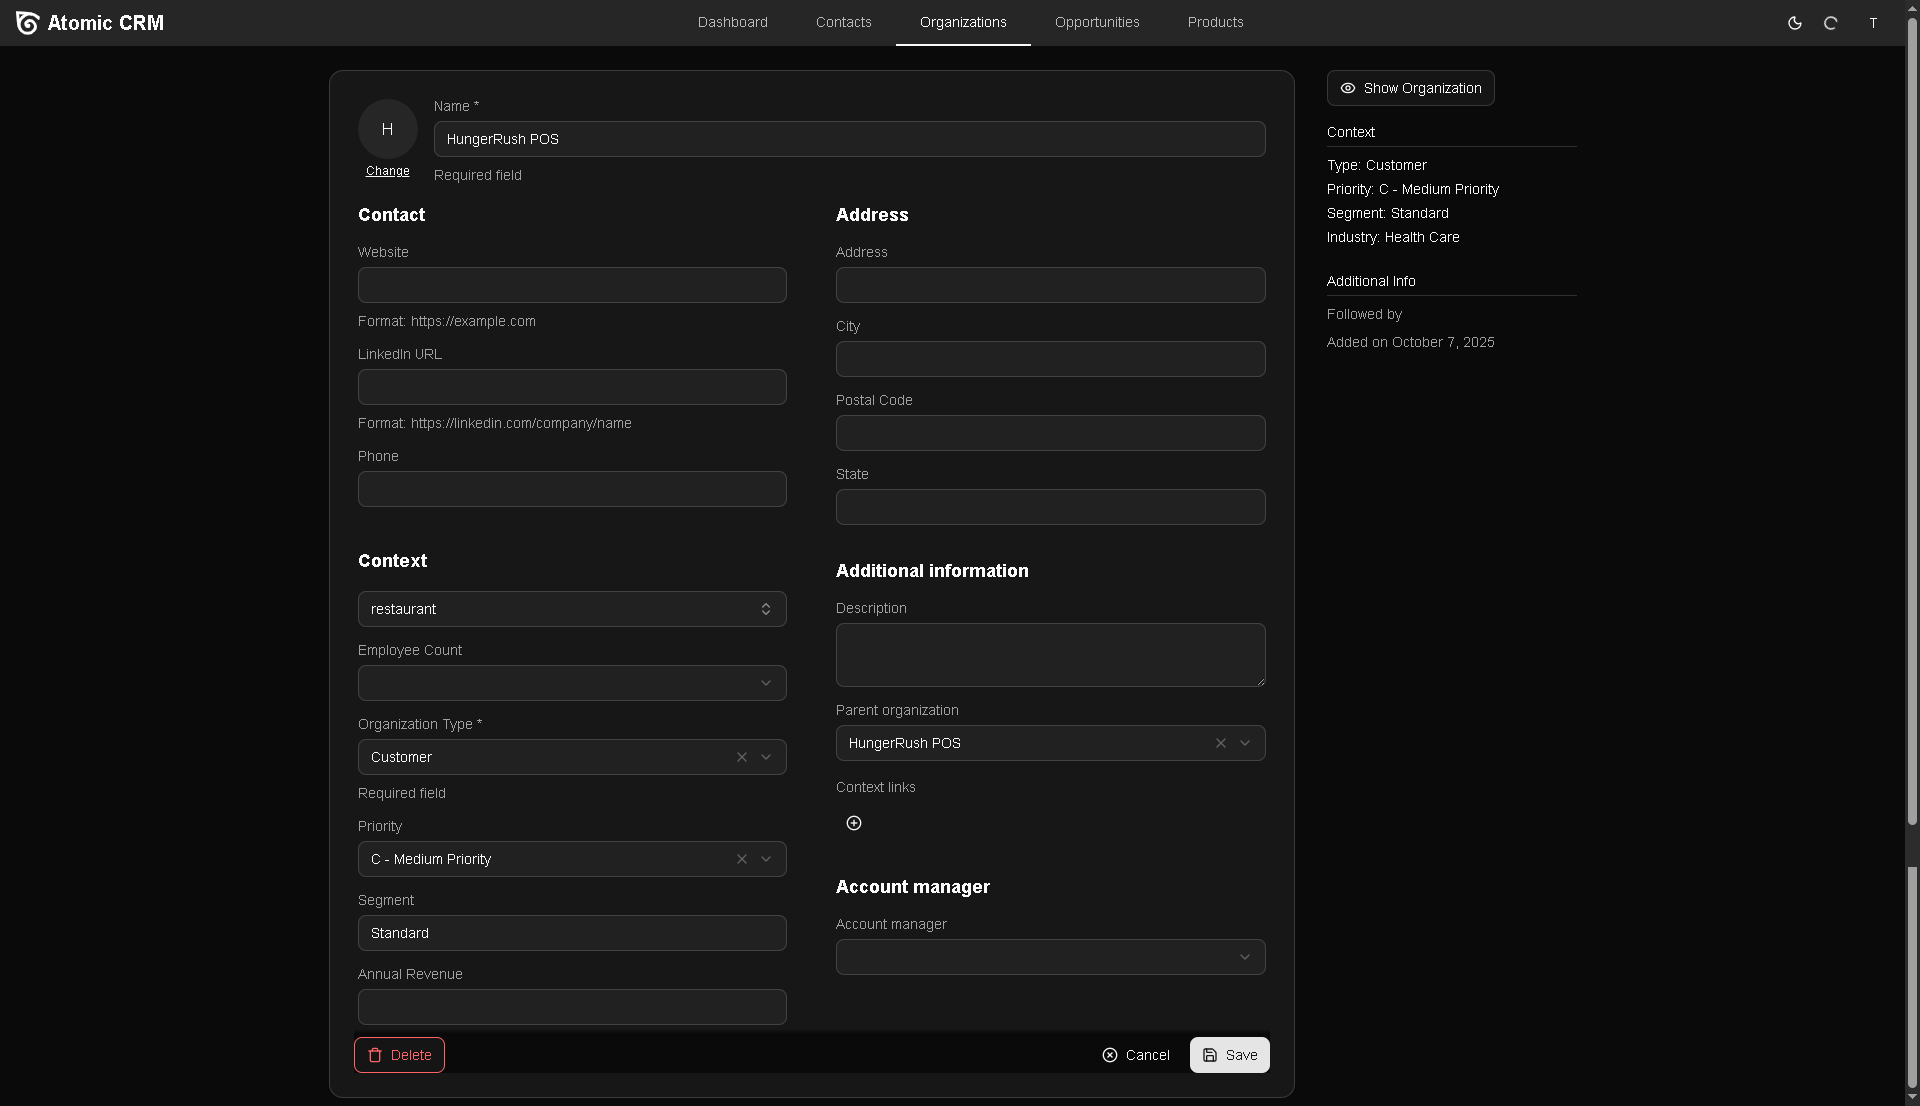 Atomic CRM
Dashboard
Contacts
Organizations
Opportunities
Products
T
H
Change
Name *
HungerRush POS
Required field
Contact
Website
Format: https://example.com
LinkedIn URL
Format: https://linkedin.com/company/name
Phone
Address
Address
City
Postal Code
State
Context
restaurant
Employee Count
Organization Type *
Customer
Required field
Priority
C - Medium Priority
Segment
Standard
Annual Revenue
Additional information
Description
Parent organization
HungerRush POS
Context links
Account manager
Account manager
Delete
Cancel
Save
Show Organization
Context
Type: Customer
Priority: C - Medium Priority
Segment: Standard
Industry: Health Care
Additional Info
Followed by
Added on October 7, 2025